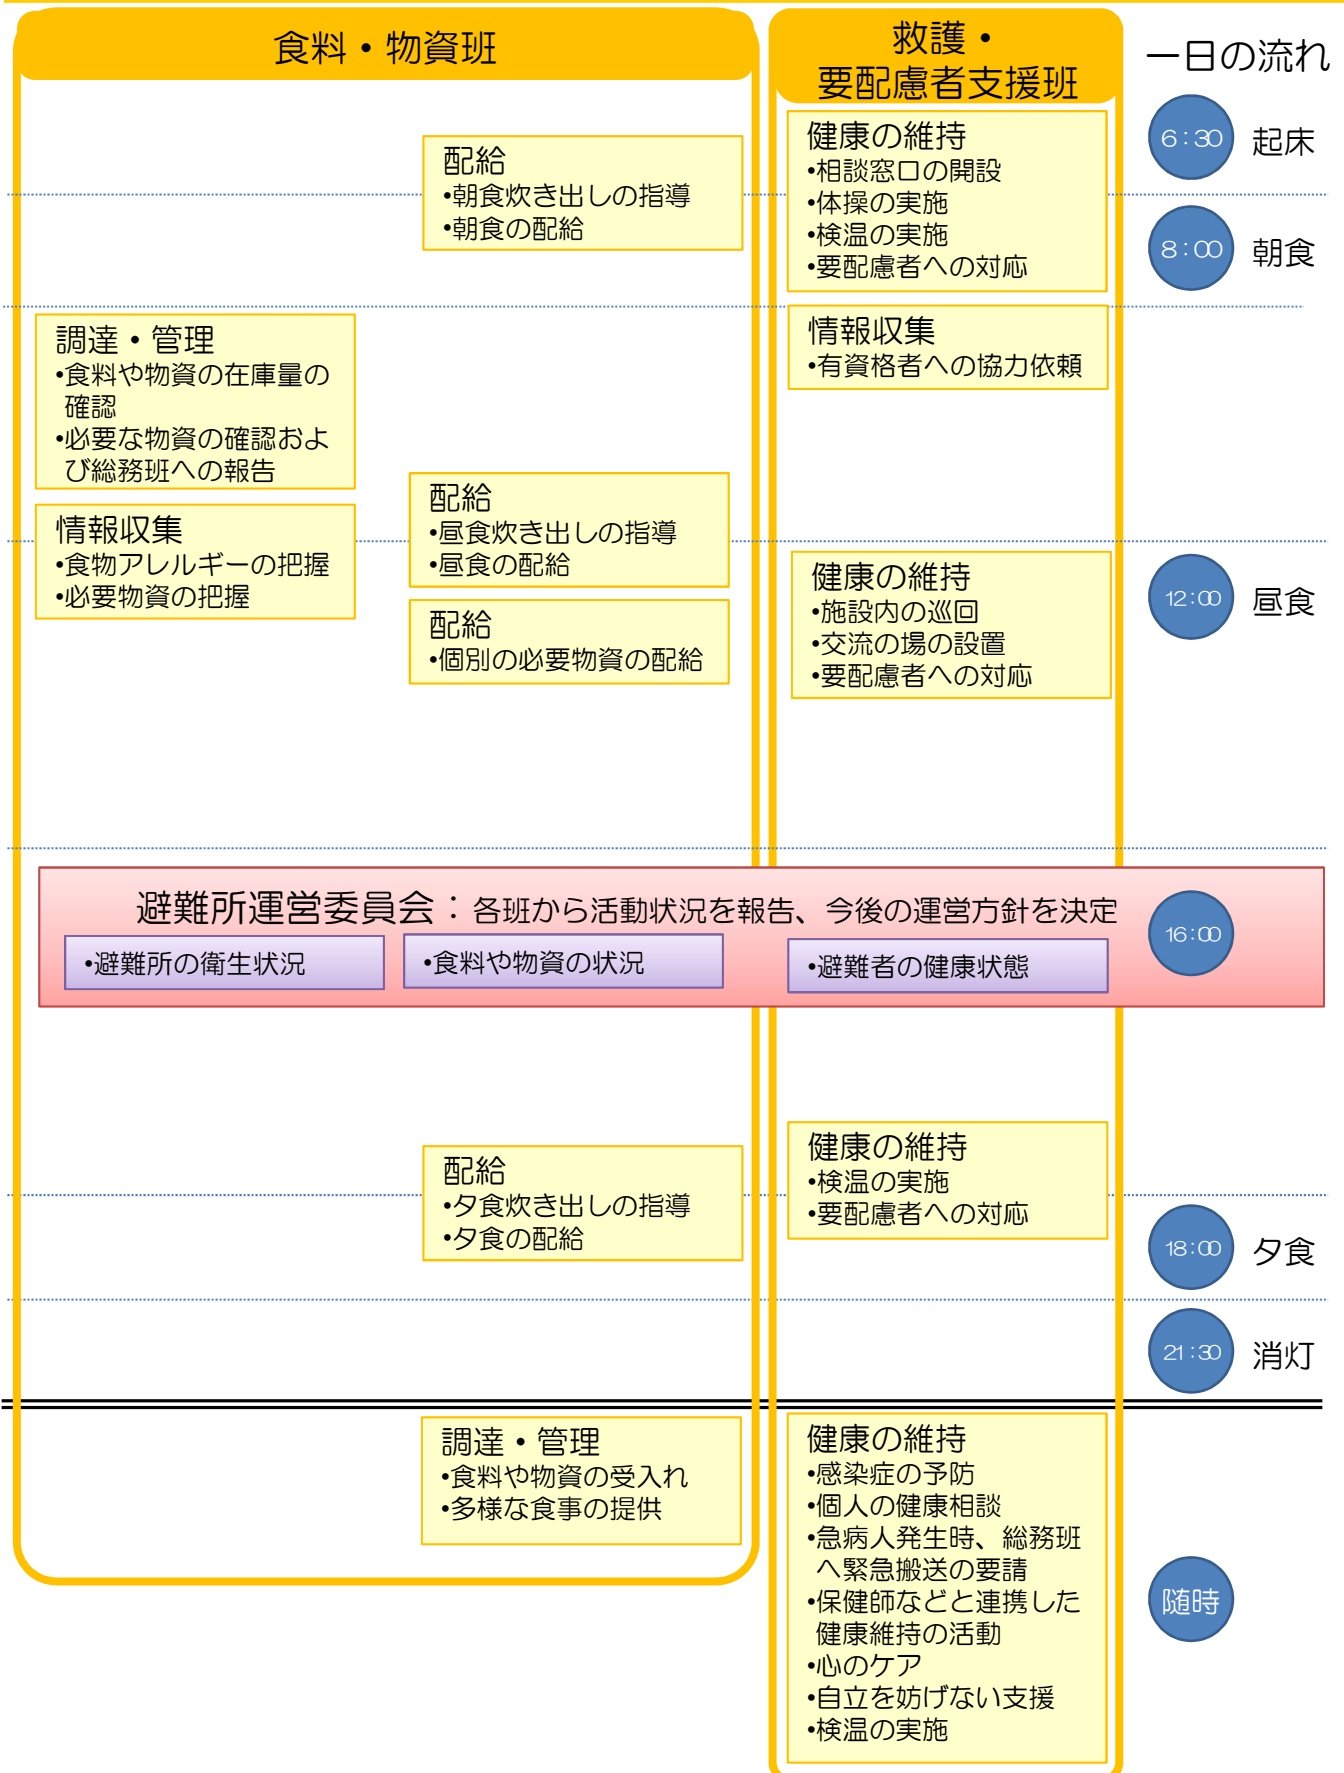 食料・物資班
救護・
要配慮者支援班
一日の流れ
6：30
起床
配給
•朝食炊き出しの指導
•朝食の配給
健康の維持
•相談窓口の開設
•体操の実施
•検温の実施
•要配慮者への対応
8：00
朝食
調達・管理
•食料や物資の在庫量の
確認
•必要な物資の確認およ
び総務班への報告
情報収集
•有資格者への協力依頼
情報収集
•食物アレルギーの把握
•必要物資の把握
配給
•昼食炊き出しの指導
•昼食の配給
配給
•個別の必要物資の配給
健康の維持
•施設内の巡回
•交流の場の設置
•要配慮者への対応
12：00
昼食
避難所運営委員会：各班から活動状況を報告、今後の運営方針を決定
16：00
•避難所の衛生状況
•食料や物資の状況
•避難者の健康状態
配給
•夕食炊き出しの指導
•夕食の配給
健康の維持
•検温の実施
•要配慮者への対応
18：00
夕食
21：30
消灯
調達・管理
•食料や物資の受入れ
•多様な食事の提供
健康の維持
•感染症の予防
•個人の健康相談
•急病人発生時、総務班
へ緊急搬送の要請
•保健師などと連携した
健康維持の活動
•心のケア
•自立を妨げない支援
•検温の実施
随時